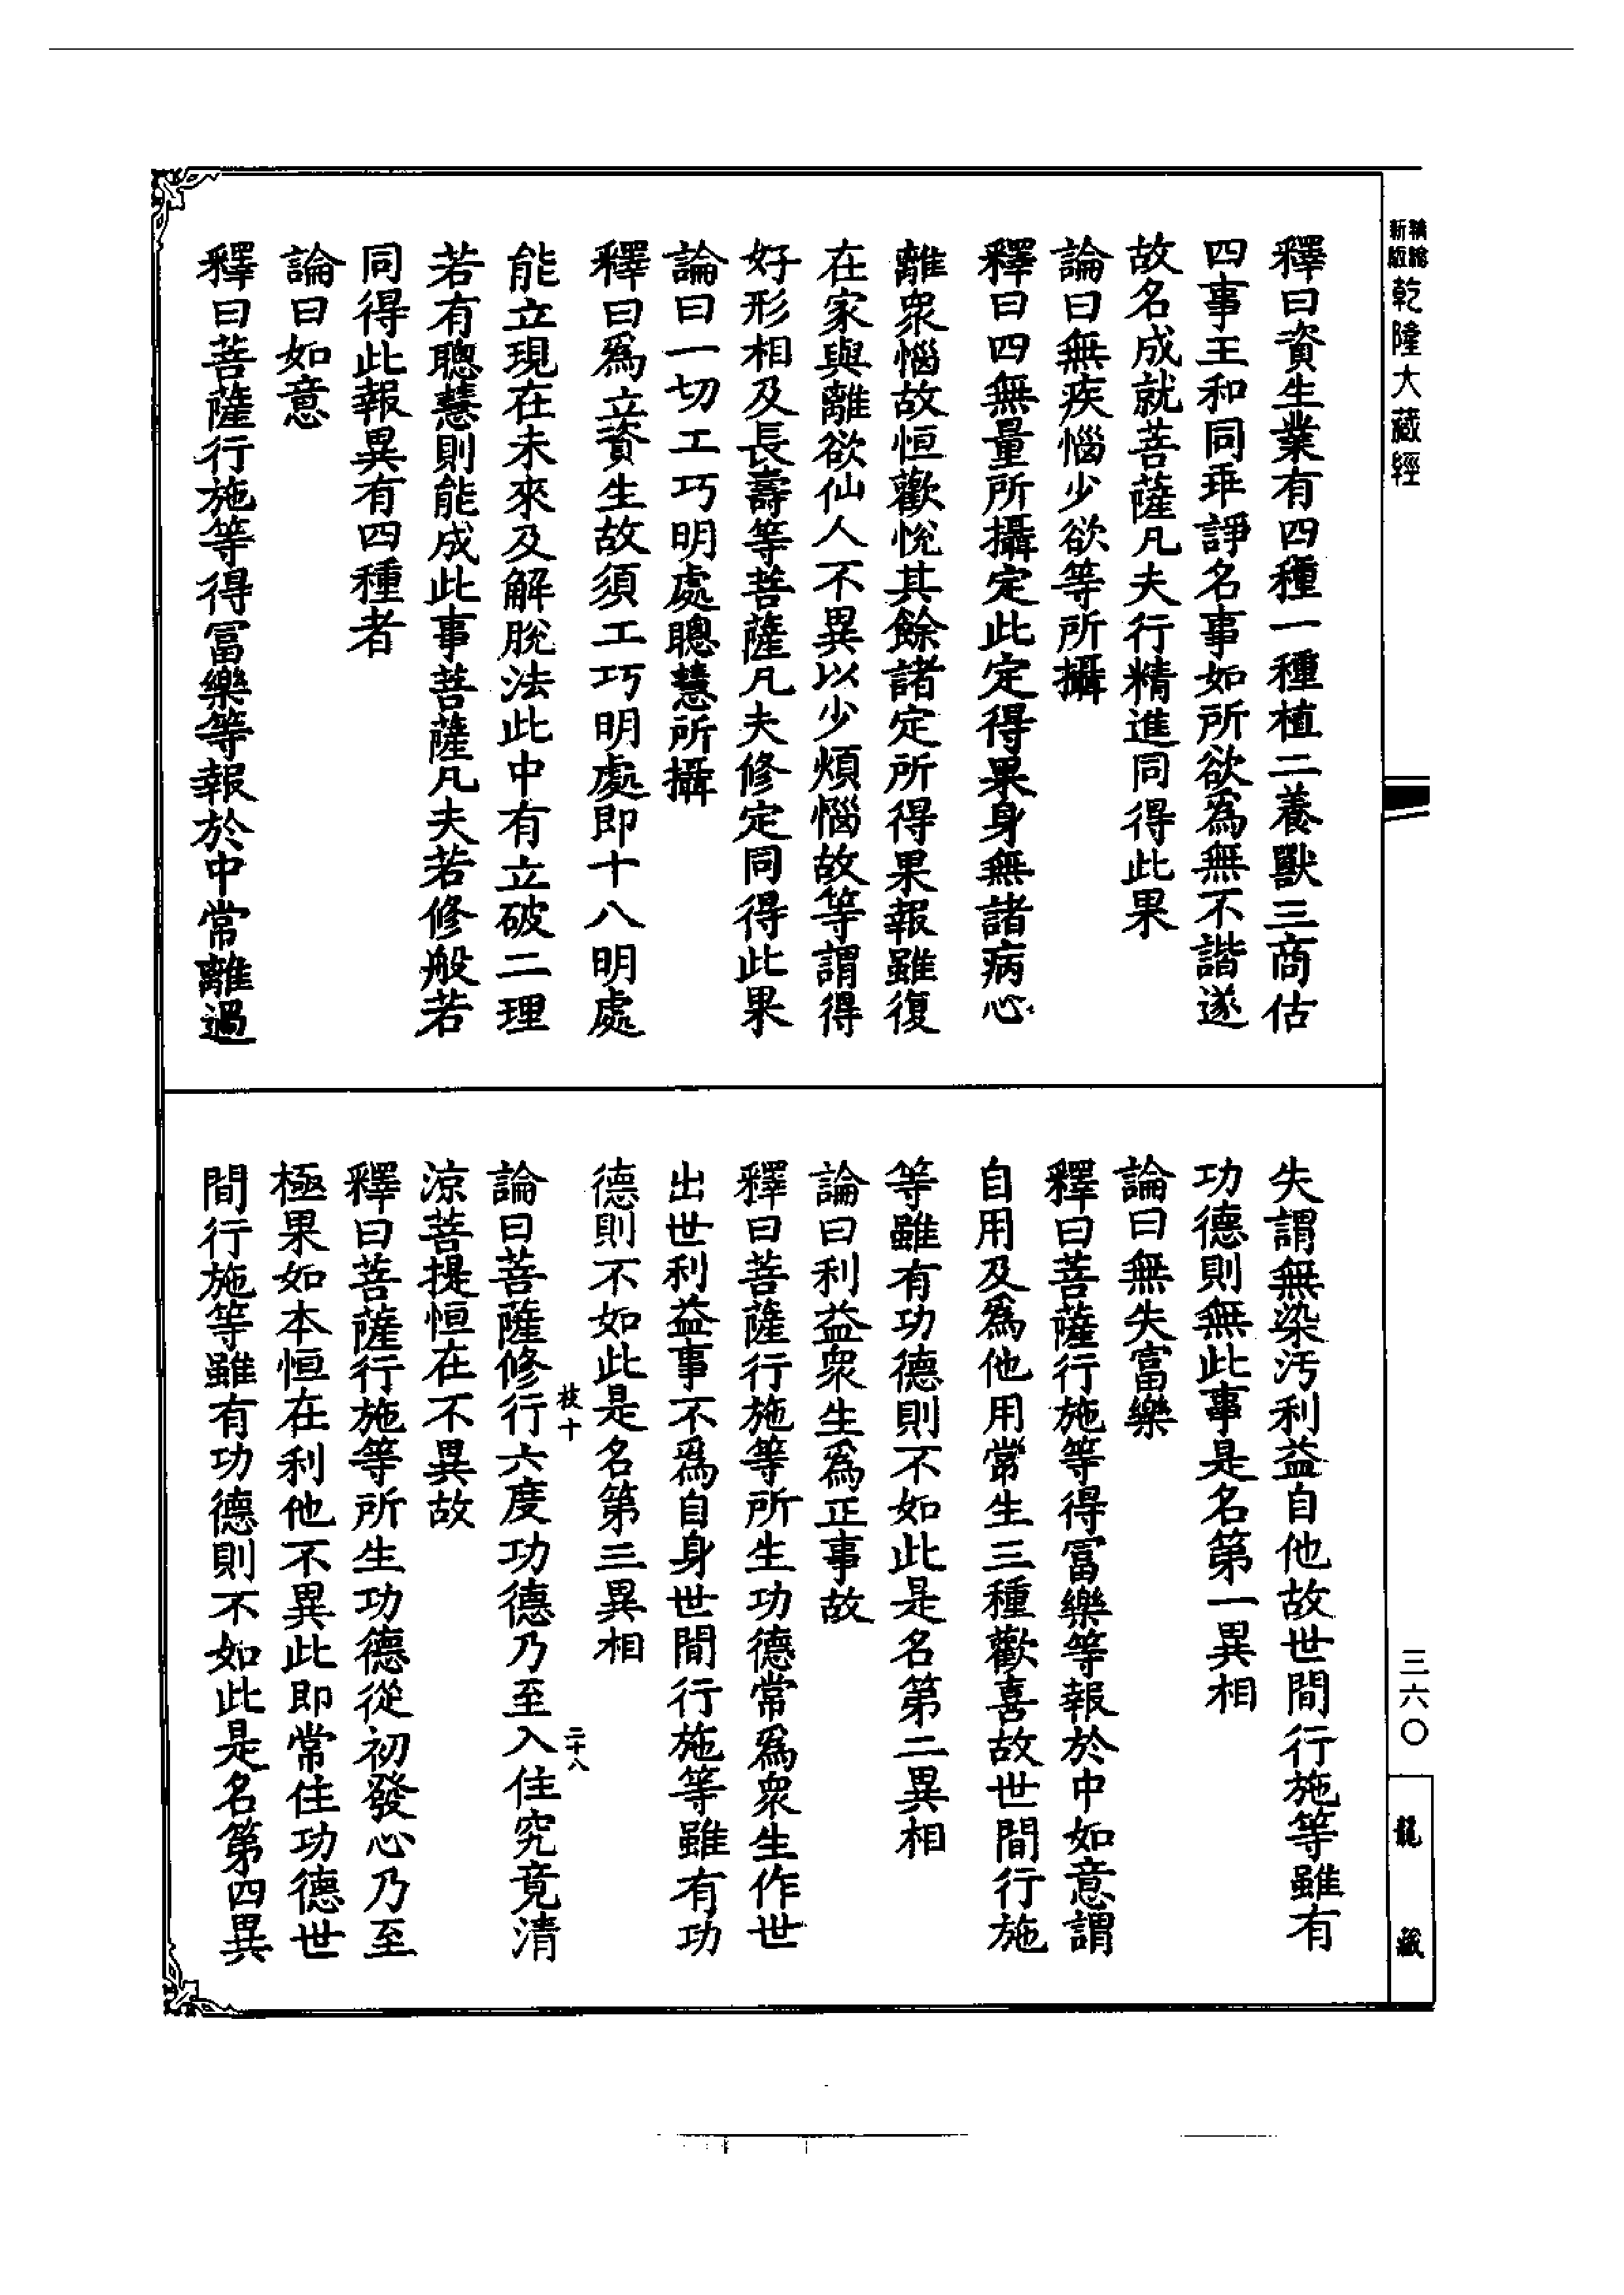 新編縮版 乾隆大藏經
釋曰資生業有四種一種植二養獸三商估
四事王和同乖諍名事如所欲爲無不諧遂
故名成就菩薩凡夫行精進同得此果
論曰無疾惱少欲等所攝
釋曰四無量所攝定此定得果身無諸病心
離衆惱故恒歡悅其餘諸定所得果報雖復
在家與離欲仙人不異以少煩惱故等謂得
好形相及長壽等菩薩凡夫修定同得此果
論曰一切工巧明處聰慧所攝
釋曰爲立資生故須工巧明處即十八明處
能立現在未來及解脫法此中有立破二理
若有聰慧則能成此事菩薩凡夫若修般若
同得此報異有四種者
論曰如意
釋曰菩薩行施等得富樂等報於中常離過
失謂無染汚利益自他故世間行施等雖有
功德則無此事是名第一異相
論曰無失富樂
釋曰菩薩行施等得富樂等報於中如意謂
自用及爲他用常生三種歡喜故世間行施
等雖有功德則不如此是名第二異相
論曰利益衆生爲正事故
釋曰菩薩行施等所生功德常爲衆生作世
出世利益事不爲自身世間行施等雖有功
德則不如此是名第三異相
枝十
二十八
論曰菩薩修行六度功德乃至入住究竟清
涼菩提恒在不異故
釋曰菩薩行施等所生功德從初發心乃至
極果如本恒在利他不異此即常住功德世
間行施等雖有功德則不如此是名第四異
三六〇
龍藏